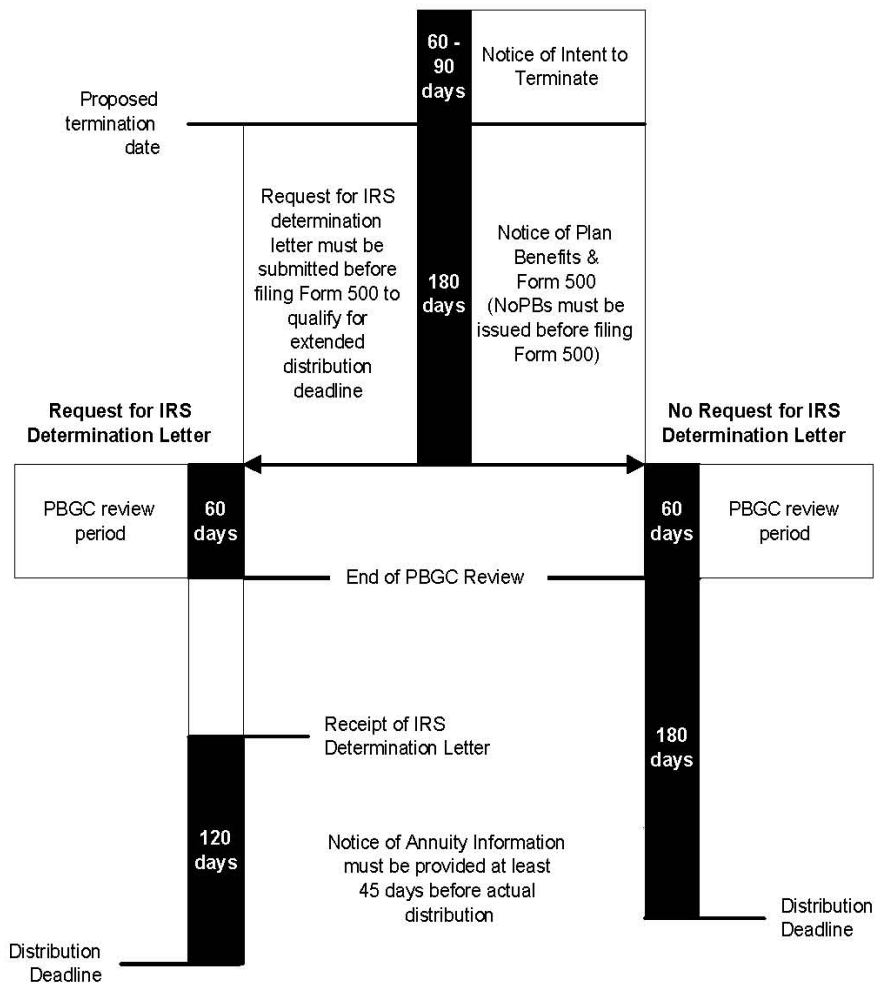 60 -
90
days
Notice of Intent to
Terminate
Proposed
termination
date
Request for IRS
determination
letter must be
submitted before
filing Form 500 to
qualify for
extended
distribution
deadline
180
days
Notice of Plan
Benefits &
Form 500
(NoPBs must be
issued before filing
Form 500)
Request for IRS
Determination Letter
No Request for IRS
Determination Letter
PBGC review
period
60
days
60
days
PBGC review
period
End of PBGC Review
Receipt of IRS
Determination Letter
180
days
120
days
Notice of Annuity Information
must be provided at least
45 days before actual
distribution
Distribution
Deadline
Distribution
Deadline